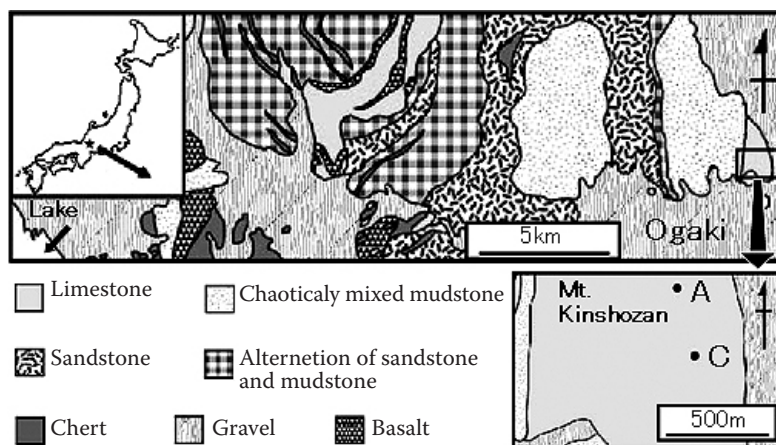 Lake
5km
Ogaki
Limestone
Chaoticaly mixed mudstone
Sandstone
Alternetion of sandstone
and mudstone
Chert
Gravel
Basalt
Mt.
Kinshozan
A
C
500m